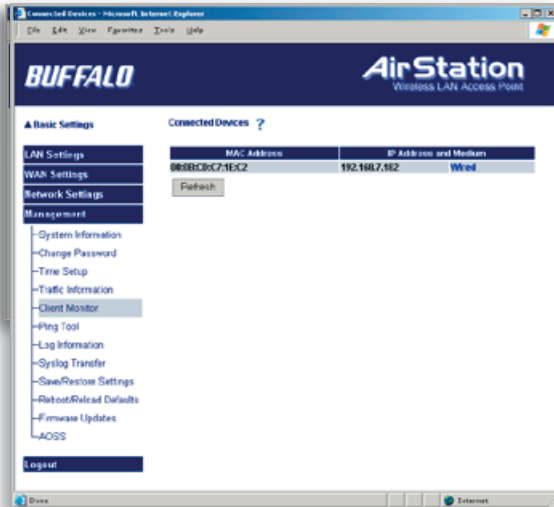 Connected Devices - Microsoft Internet Explorer
File Edit View Favorites Tools Help
BUFFALO
AirStation
Wireless LAN Access Point
▲Basic Settings
Connected Devices ?
LAN Settings
WAN Settings
Network Settings
Management
MAC Address IP Address and Medium
192.168.7.182 Wired
Refresh
System Information
Change Password
Time Setup
Traffic Information
Client Monitor
Ping Tool
Log Information
Syslog Transfer
Save/Restore Settings
Reboot/Reload Defaults
Firmware Updates
AOSS
Logout
Done Internet